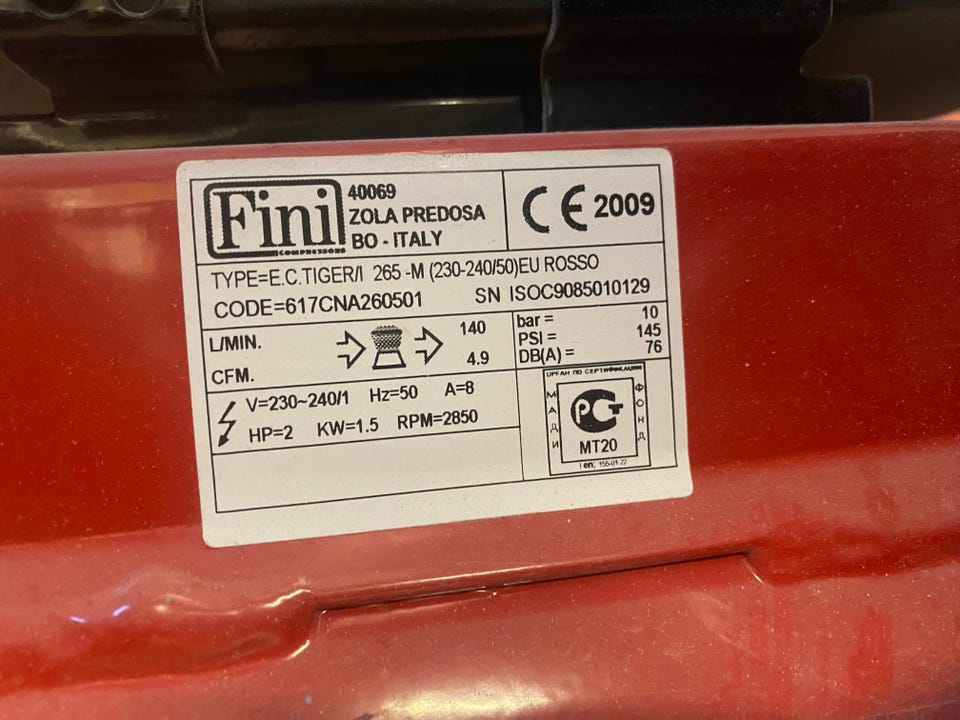 Fini
COMPRESSORS
40069
ZOLA PREDOSA
BO - ITALY
CE 2009
TYPE=E.C.TIGER/I 265 -M (230-240/50)EU ROSSO
CODE=617CNA260501 SN ISOC9085010129
L/MIN. 140
CFM. 4.9
bar = 10
PSI = 145
DB(A) = 76
V=230~240/1 Hz=50 A=8
HP=2 KW=1.5 RPM=2850
ОРГАН ПО СЕРТИФИКАЦИИ
МАДИ
ФОНД
РСТ
МТ20